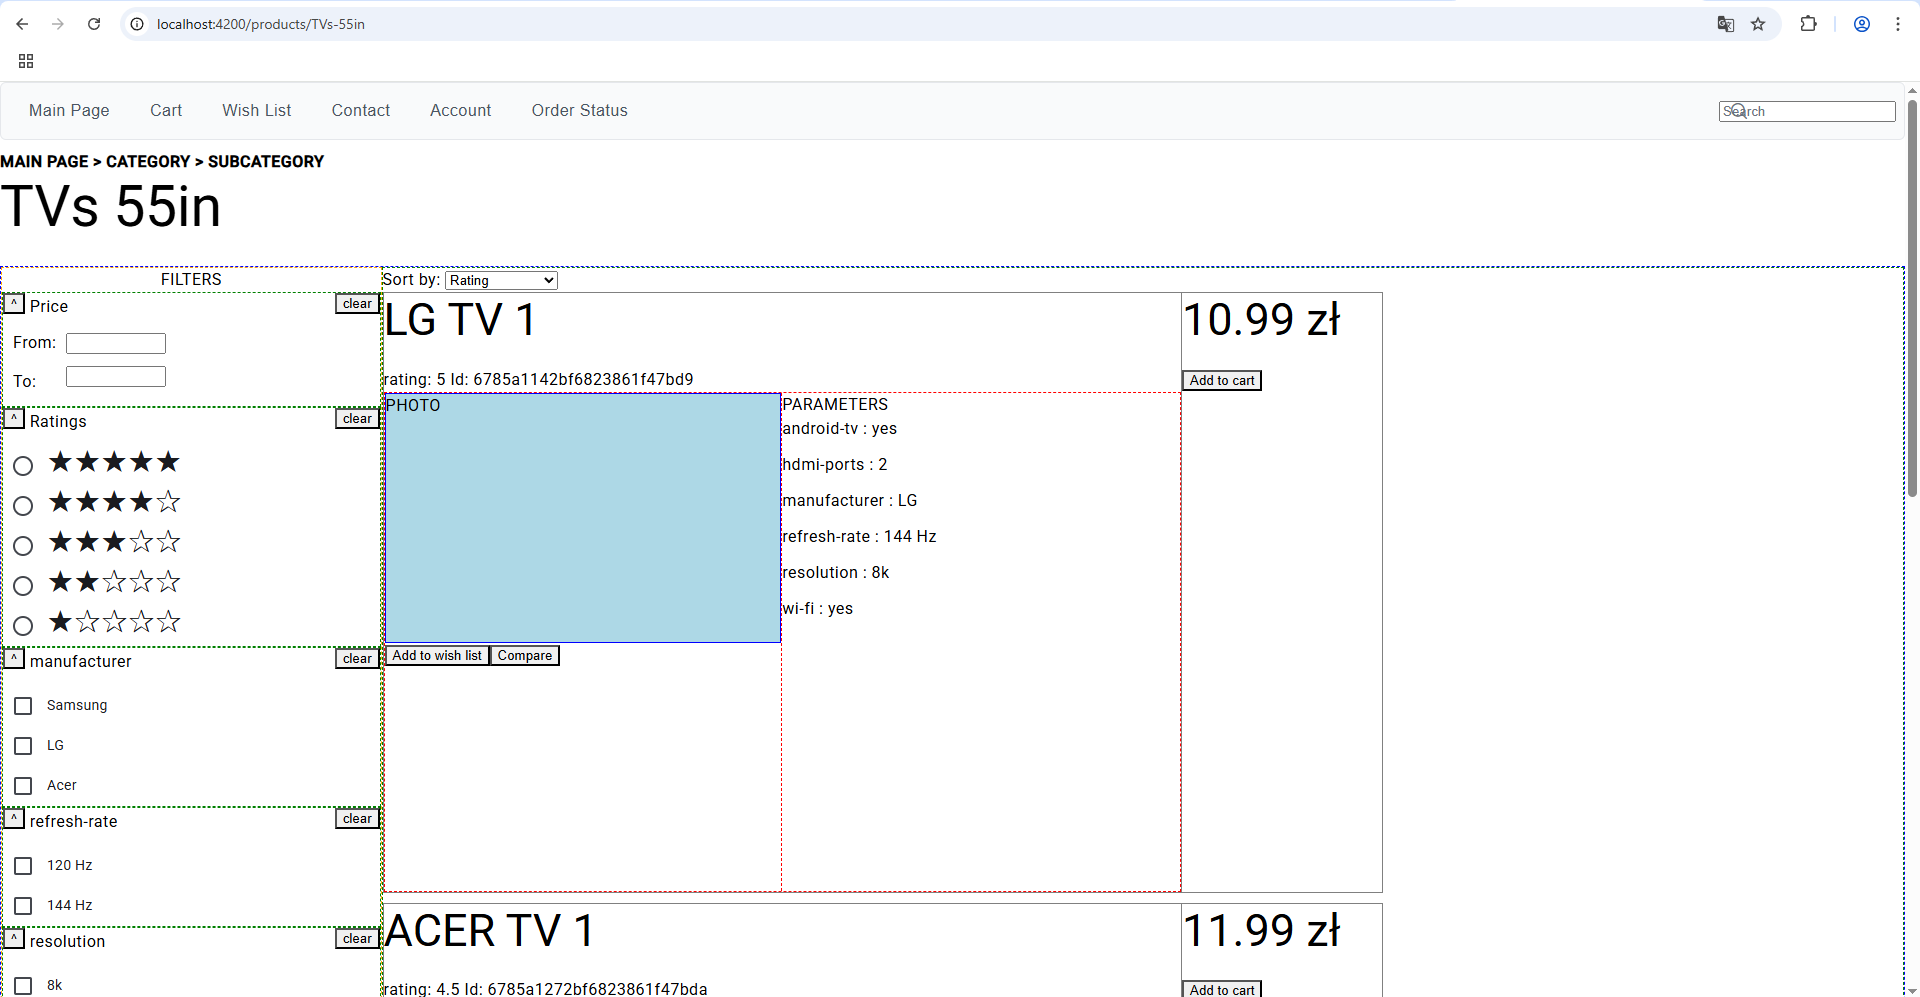 localhost:4200/products/TVs-55in
Main Page Cart Wish List Contact Account Order Status Search
MAIN PAGE > CATEGORY > SUBCATEGORY
TVs 55in
FILTERS
^ Price clear
From:
To:
^ Ratings clear
★★★★★
★★★★☆
★★★☆☆
★★☆☆☆
★☆☆☆☆
^ manufacturer clear
Samsung
LG
Acer
^ refresh-rate clear
120 Hz
144 Hz
^ resolution clear
8k
Sort by: Rating
LG TV 1
rating: 5 Id: 6785a1142bf6823861f47bd9
PHOTO
Add to wish list Compare
PARAMETERS
android-tv : yes
hdmi-ports : 2
manufacturer : LG
refresh-rate : 144 Hz
resolution : 8k
wi-fi : yes
10.99 zł
Add to cart
ACER TV 1
rating: 4.5 Id: 6785a1272bf6823861f47bda
11.99 zł
Add to cart